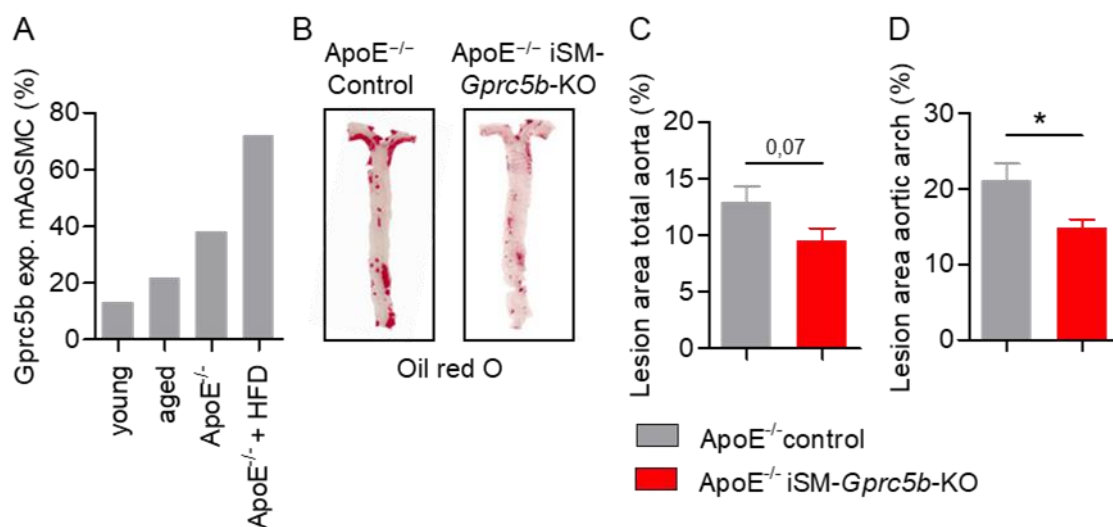 A
Gprc5b exp. mAoSMC (%)
80
60
40
20
0
young
aged
ApoE⁻/⁻
ApoE⁻/⁻ + HFD
B
ApoE⁻/⁻
Control
ApoE⁻/⁻ iSM-
Gprc5b-KO
Oil red O
C
Lesion area total aorta (%)
20
15
10
5
0
0,07
D
Lesion area aortic arch (%)
30
20
10
0
*
ApoE⁻/⁻ control
ApoE⁻/⁻ iSM-Gprc5b-KO